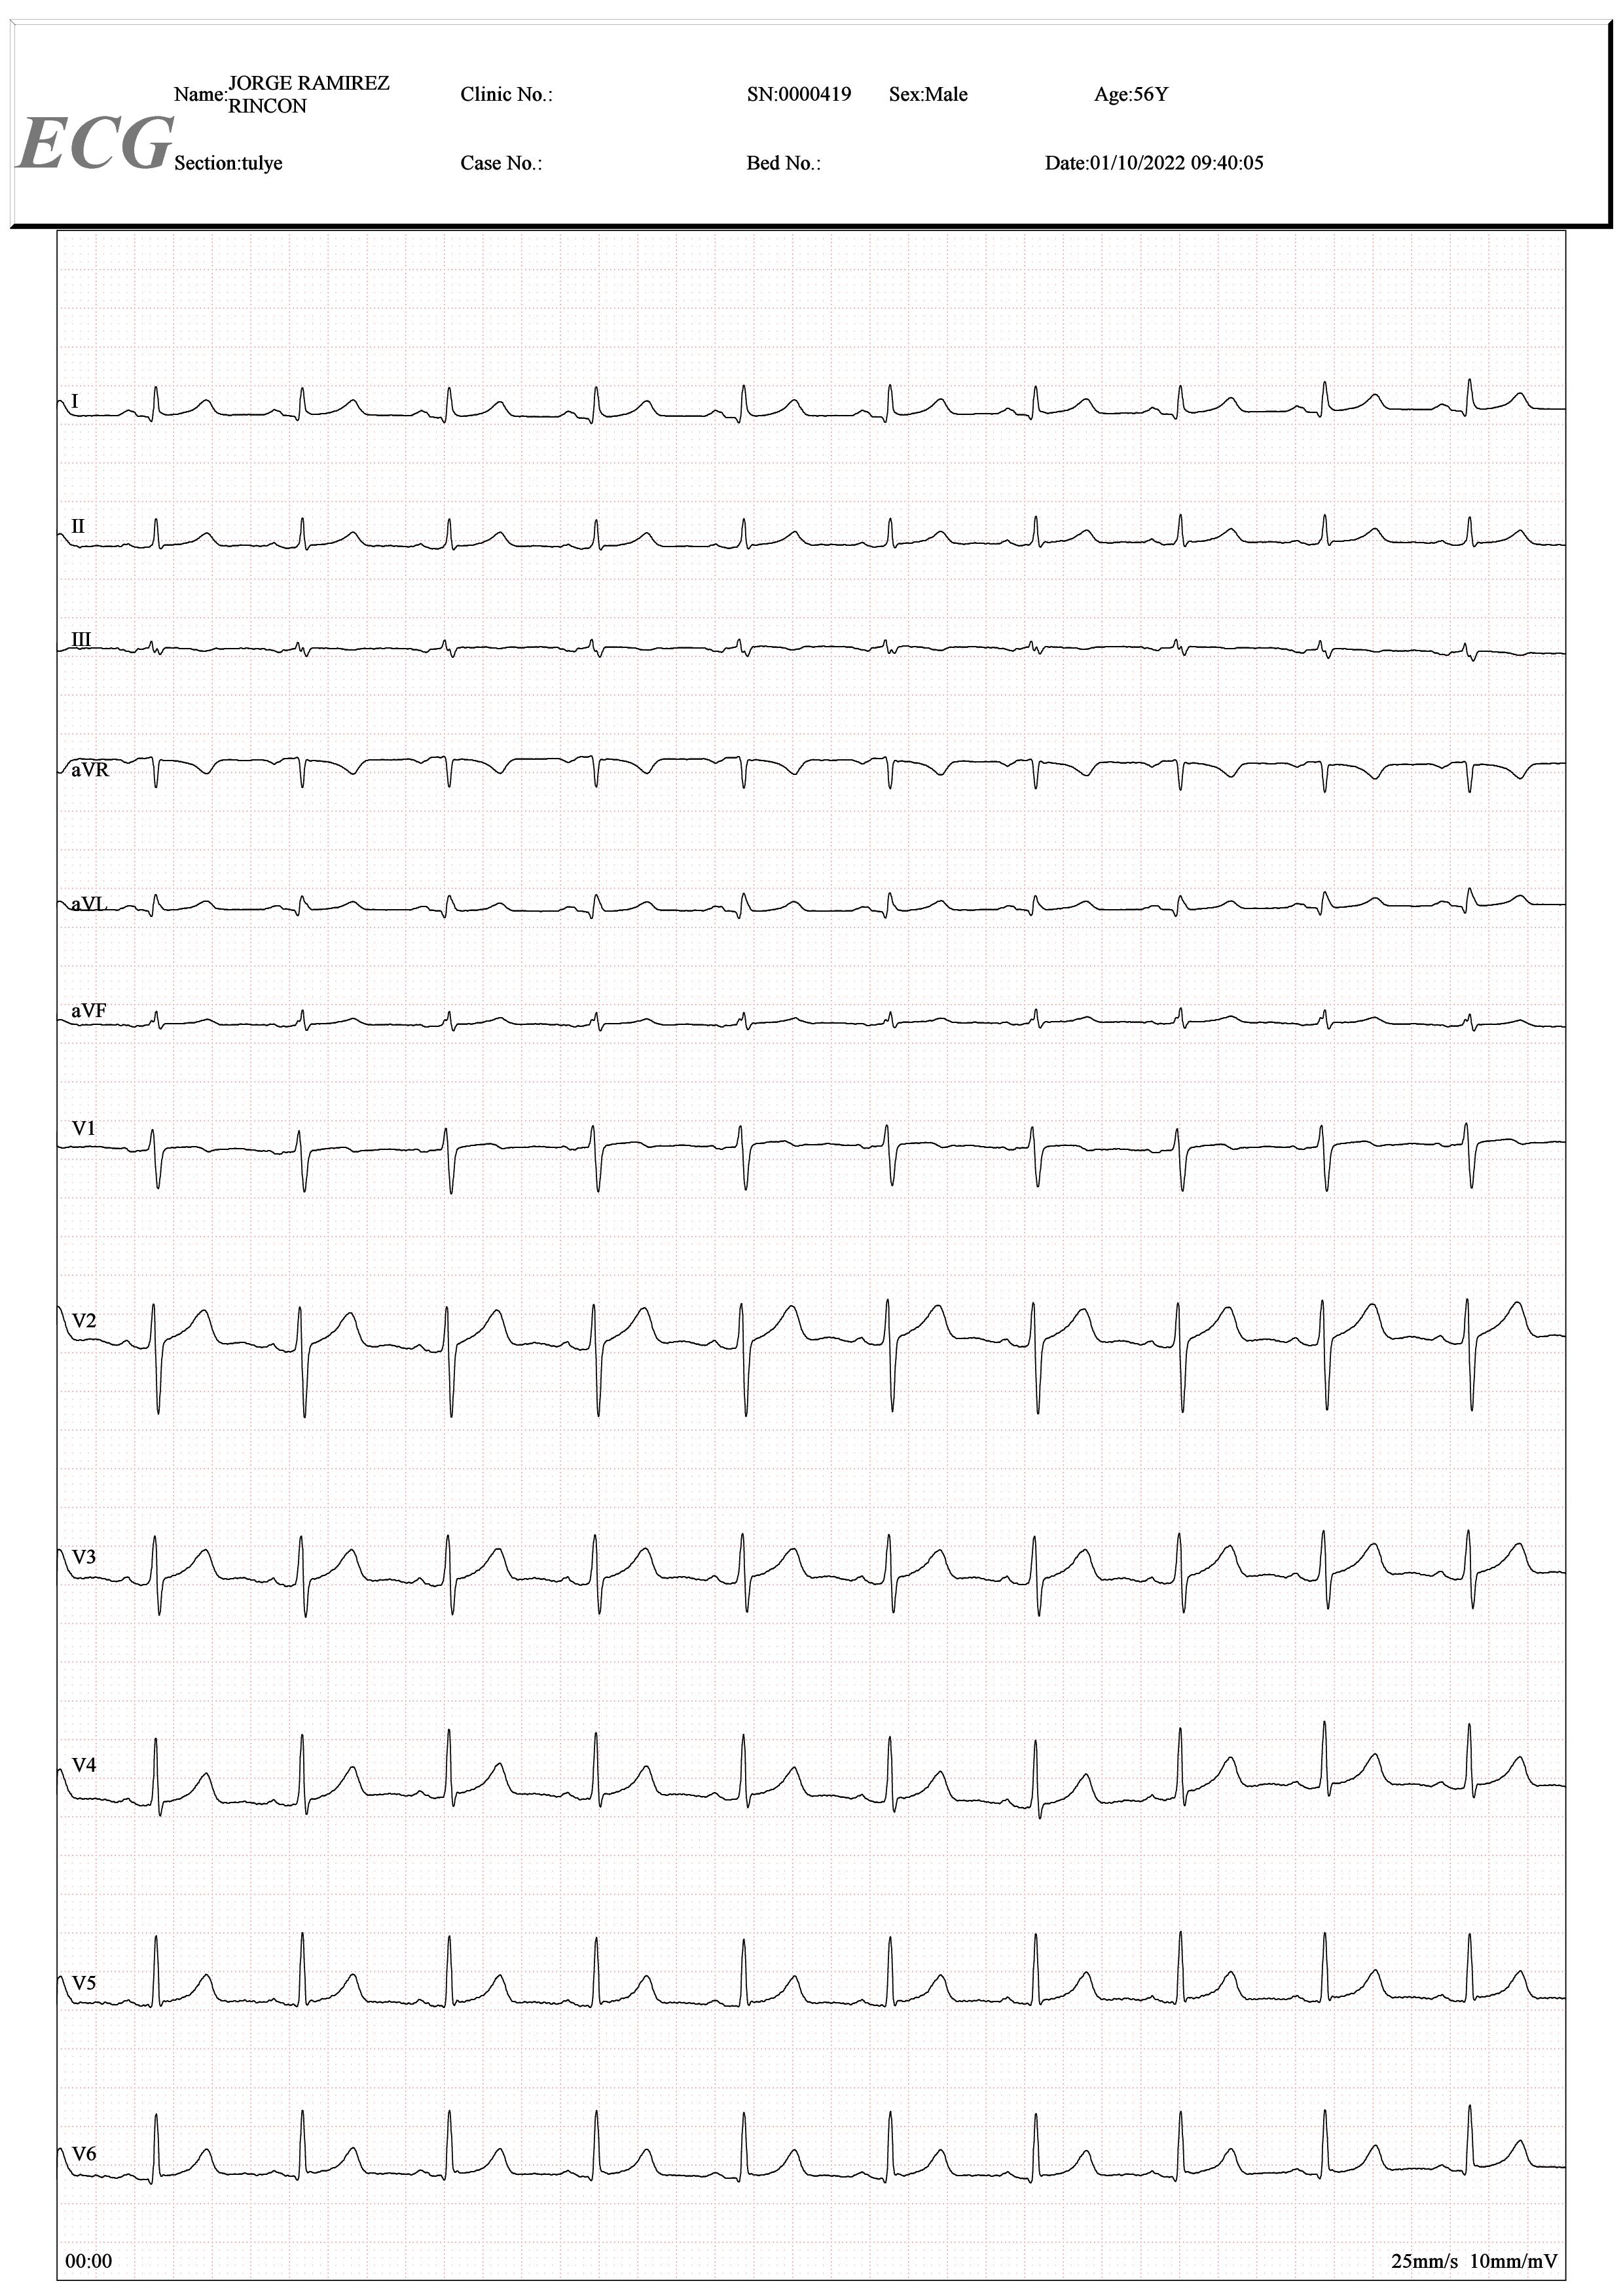 ECG
Name:JORGE RAMIREZ RINCON Clinic No.: SN:0000419 Sex:Male Age:56Y
Section:tulye Case No.: Bed No.: Date:01/10/2022 09:40:05
I
II
III
aVR
aVL
aVF
V1
V2
V3
V4
V5
V6
00:00 25mm/s 10mm/mV